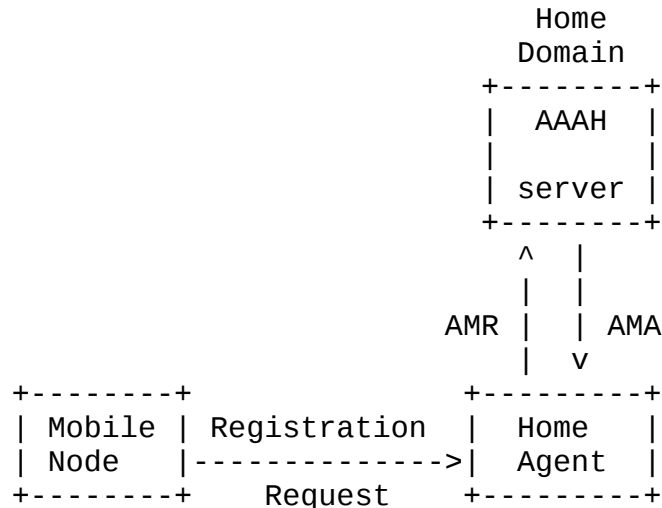 Home
Domain
+--------+
|  AAAH  |
|        |
| server |
+--------+
^  |
|  |
AMR |  | AMA
|  v
+--------+                +---------+
| Mobile | Registration   |  Home   |
| Node   |-------------->|  Agent  |
+--------+    Request     +---------+